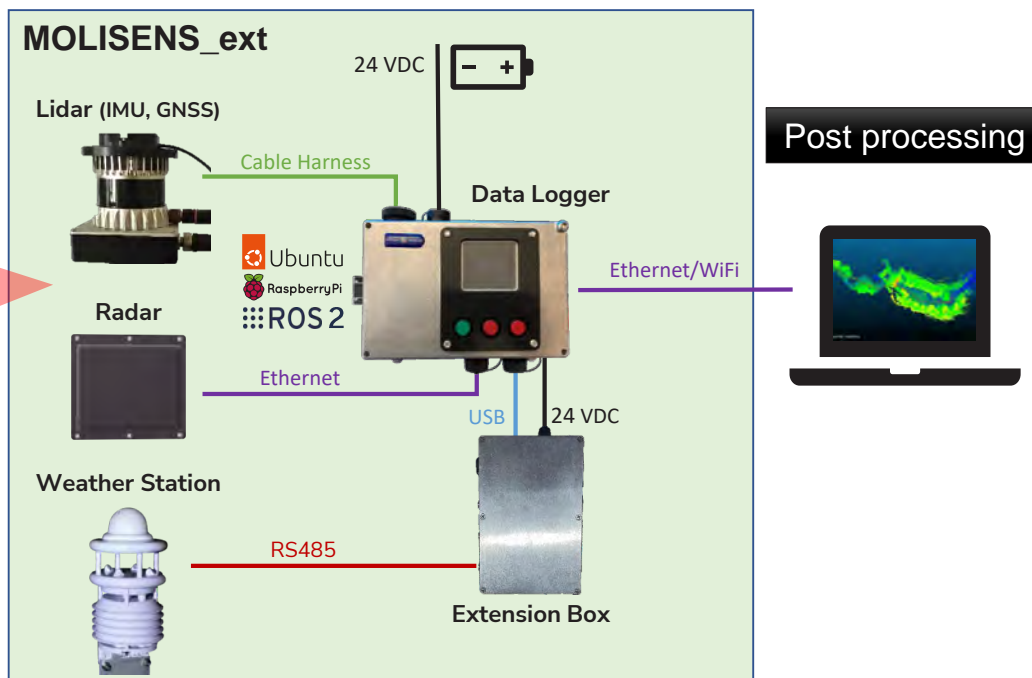 MOLISENS_ext
24 VDC
− +
Lidar (IMU, GNSS)
Cable Harness
Data Logger
Post processing
Ubuntu
RaspberryPi
ROS 2
Ethernet/WiFi
Radar
Ethernet
USB
24 VDC
Weather Station
RS485
Extension Box